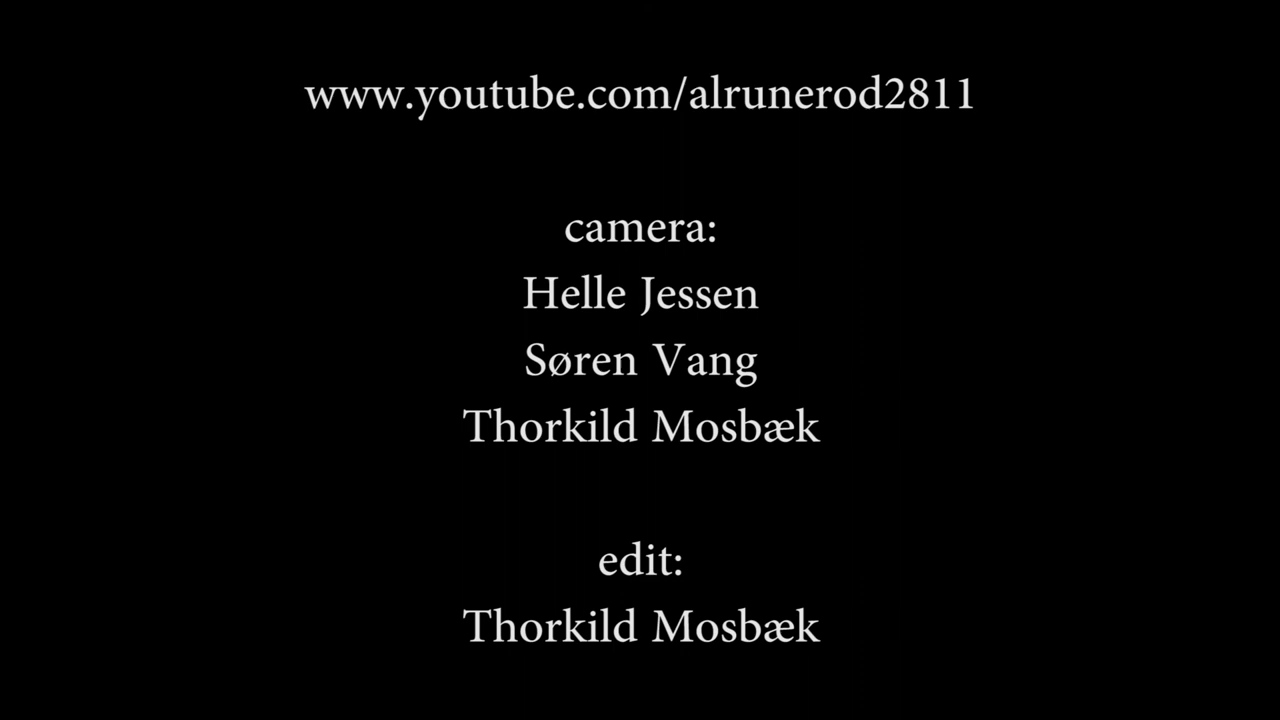 www.youtube.com/alrunerod2811
camera:
Helle Jessen
Søren Vang
Thorkild Mosbæk
edit:
Thorkild Mosbæk